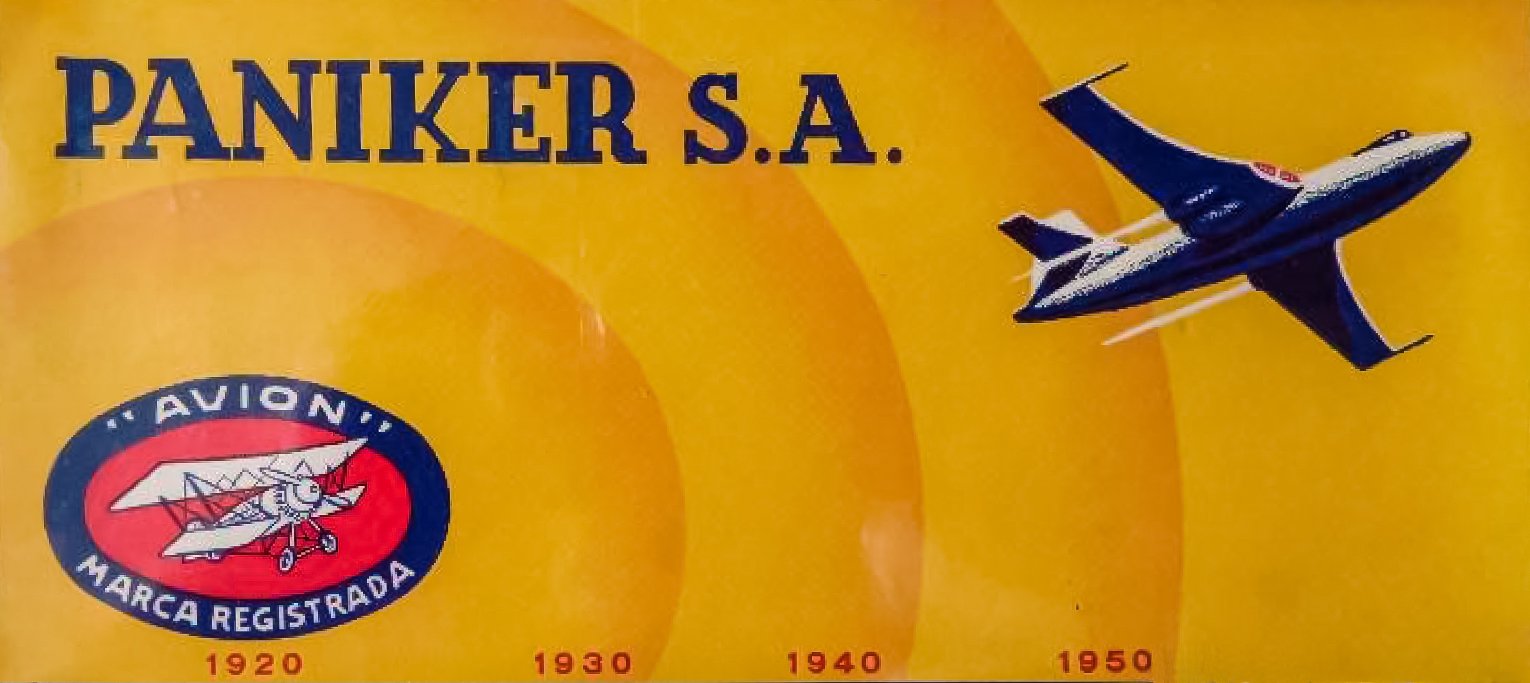 PANIKER S.A.
"AVION"
MARCA REGISTRADA
1920 1930 1940 1950